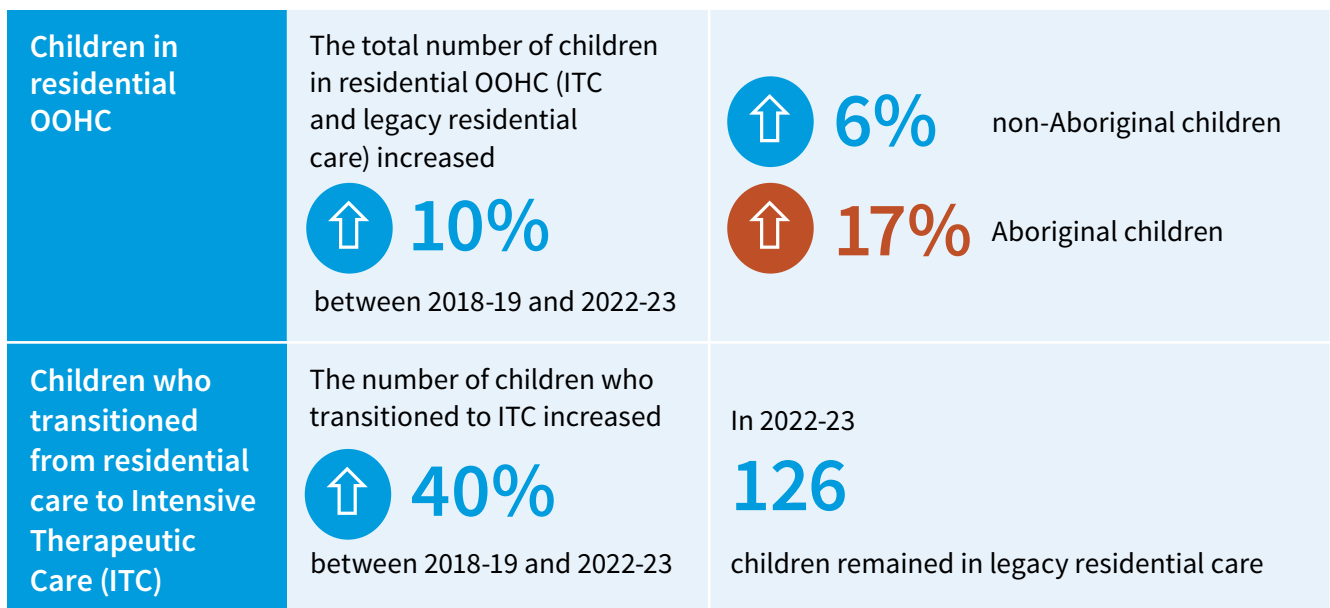 Children in
residential
OOHC
The total number of children
in residential OOHC (ITC
and legacy residential
care) increased
10%
between 2018-19 and 2022-23
6% non-Aboriginal children
17% Aboriginal children
Children who
transitioned
from residential
care to Intensive
Therapeutic
Care (ITC)
The number of children who
transitioned to ITC increased
40%
between 2018-19 and 2022-23
In 2022-23
126
children remained in legacy residential care